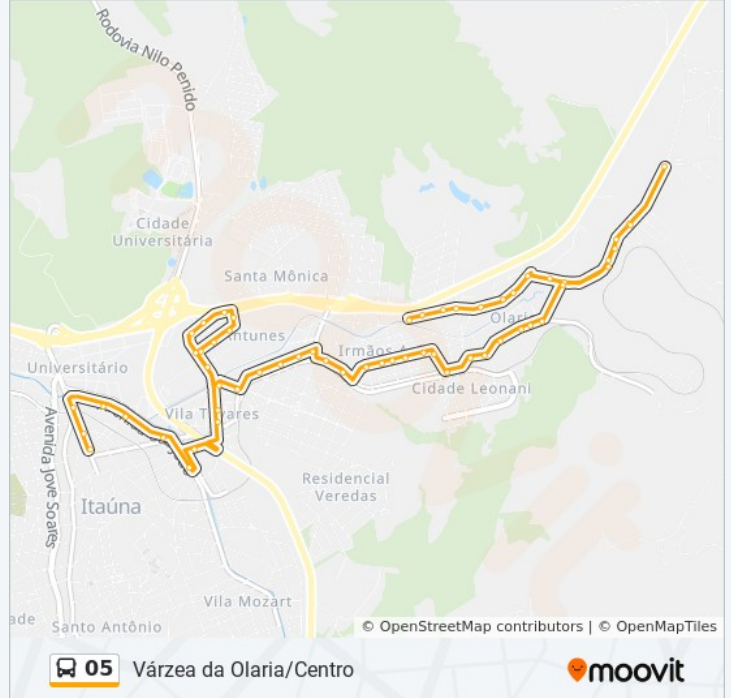 Rodovia Nilo Penido
Cidade
Universitária
Santa Mônica
Antunes
Olaria
Irmãos A
Universitário
Cidade Leonani
Vila Tavares
Avenida Jove Soares
Residencial
Veredas
Itaúna
Vila Mozart
ade
Santo Antônio
© OpenStreetMap contributors | © OpenMapTiles
05 Várzea da Olaria/Centro
moovit